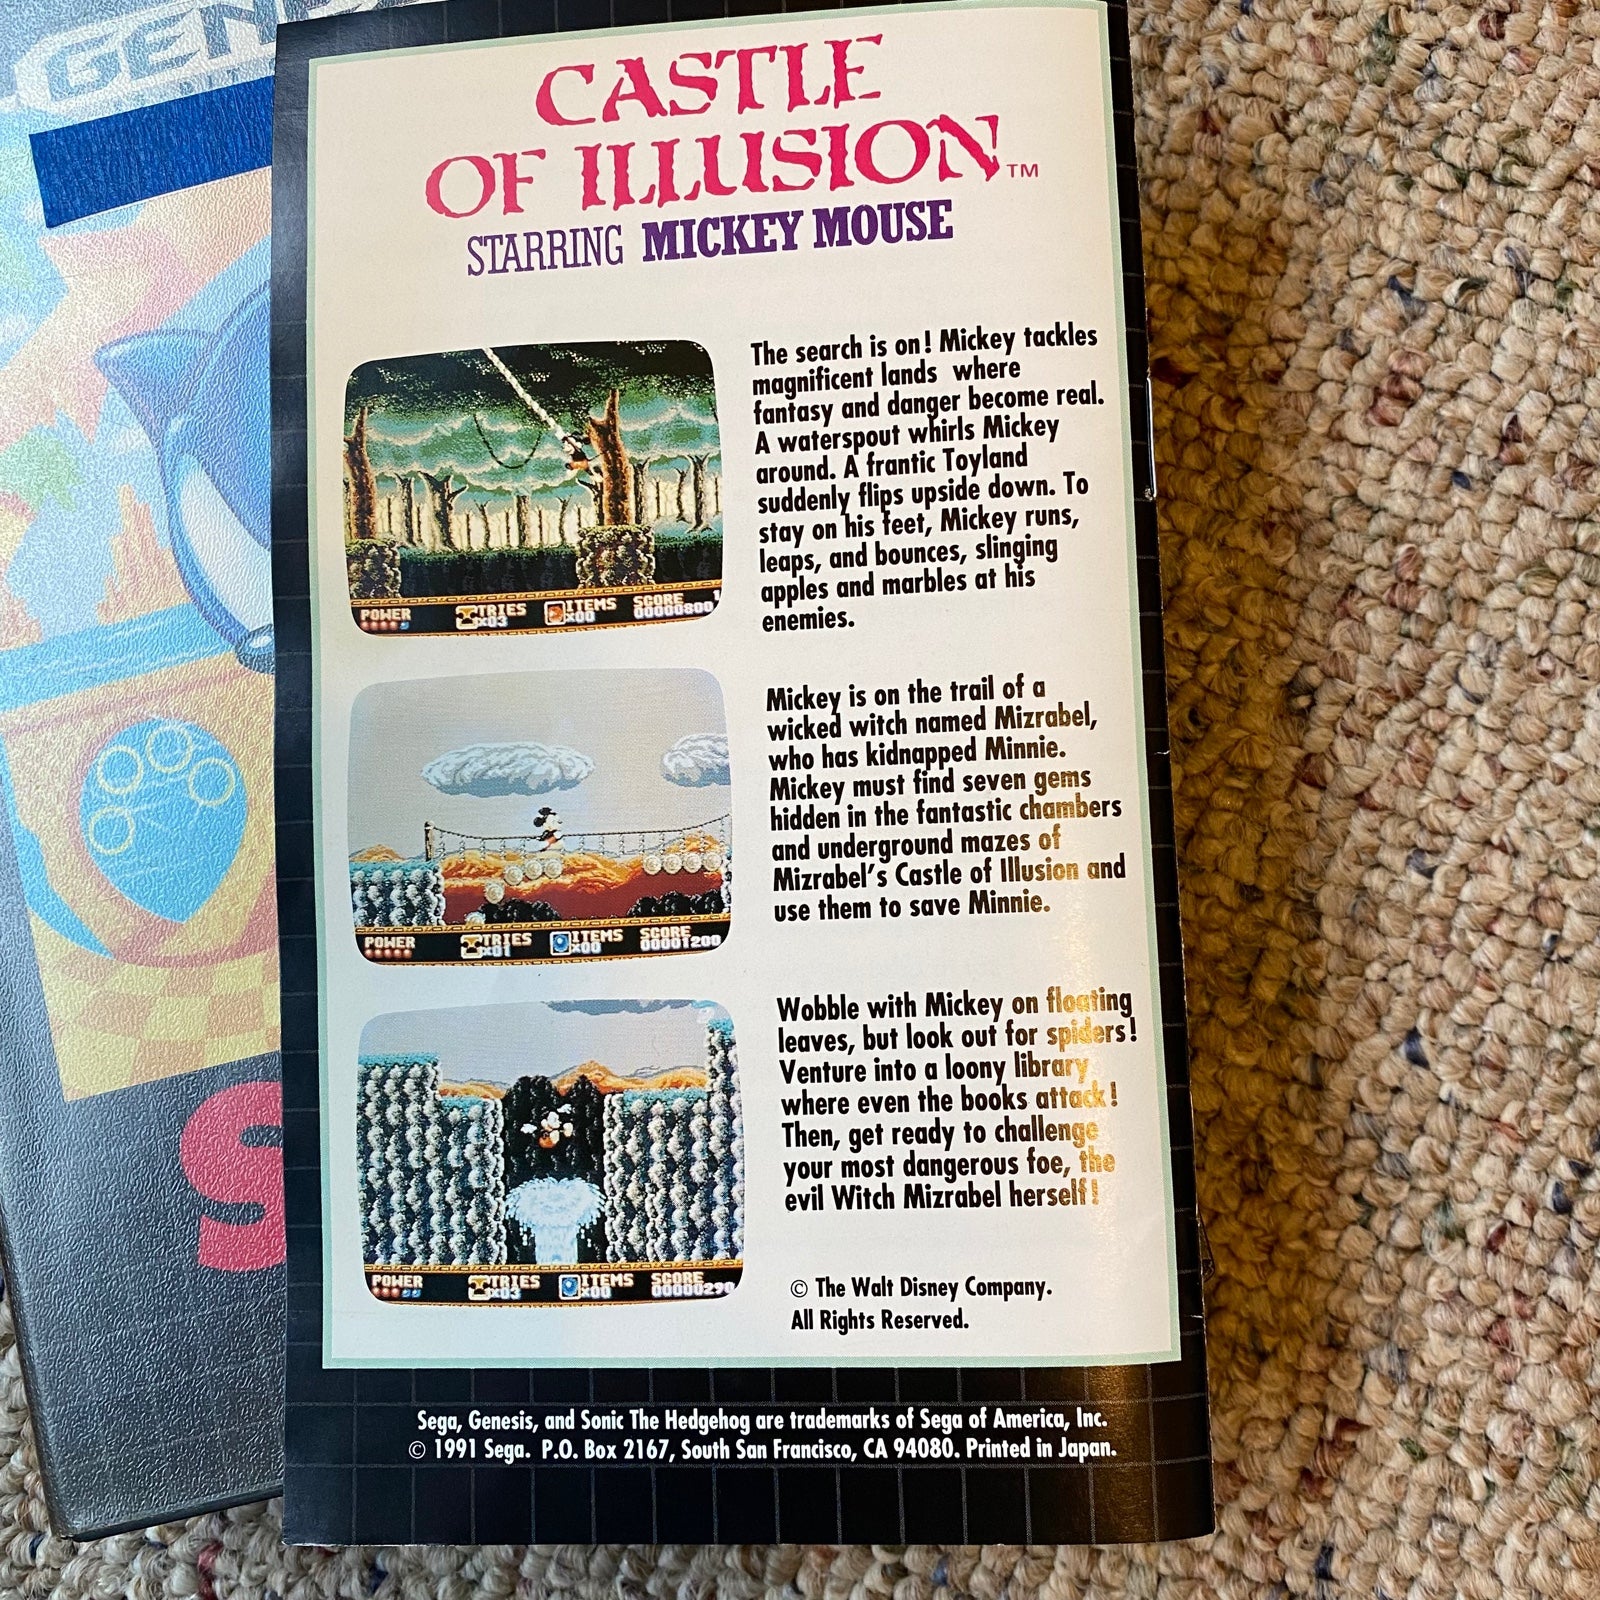 CASTLE
OF ILLUSION™
STARRING MICKEY MOUSE
The search is on! Mickey tackles
magnificent lands where
fantasy and danger become real.
A waterspout whirls Mickey
around. A frantic Toyland
suddenly flips upside down. To
stay on his feet, Mickey runs,
leaps, and bounces, slinging
apples and marbles at his
enemies.
POWER TRIES ITEMS SCORE
×03 ×00 00000800
Mickey is on the trail of a
wicked witch named Mizrabel,
who has kidnapped Minnie.
Mickey must find seven gems
hidden in the fantastic chambers
and underground mazes of
Mizrabel's Castle of Illusion and
use them to save Minnie.
POWER TRIES ITEMS SCORE
×01 ×00 00001200
Wobble with Mickey on floating
leaves, but look out for spiders!
Venture into a loony library
where even the books attack!
Then, get ready to challenge
your most dangerous foe, the
evil Witch Mizrabel herself!
POWER TRIES ITEMS SCORE
×03 ×00
© The Walt Disney Company.
All Rights Reserved.
Sega, Genesis, and Sonic The Hedgehog are trademarks of Sega of America, Inc.
© 1991 Sega. P.O. Box 2167, South San Francisco, CA 94080. Printed in Japan.